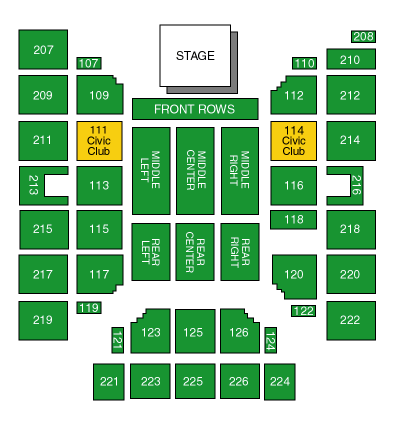 STAGE
208
207
107
110
210
209
109
112
212
FRONT ROWS
211
111
Civic
Club
114
Civic
Club
214
MIDDLE
LEFT
MIDDLE
CENTER
MIDDLE
RIGHT
213
113
116
216
215
115
118
218
REAR
LEFT
REAR
CENTER
REAR
RIGHT
217
117
120
220
219
119
122
222
121
123
125
126
124
221
223
225
226
224